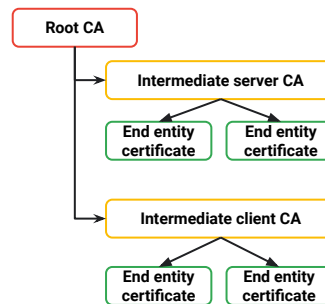 Root CA
Intermediate server CA
End entity
certificate
End entity
certificate
Intermediate client CA
End entity
certificate
End entity
certificate